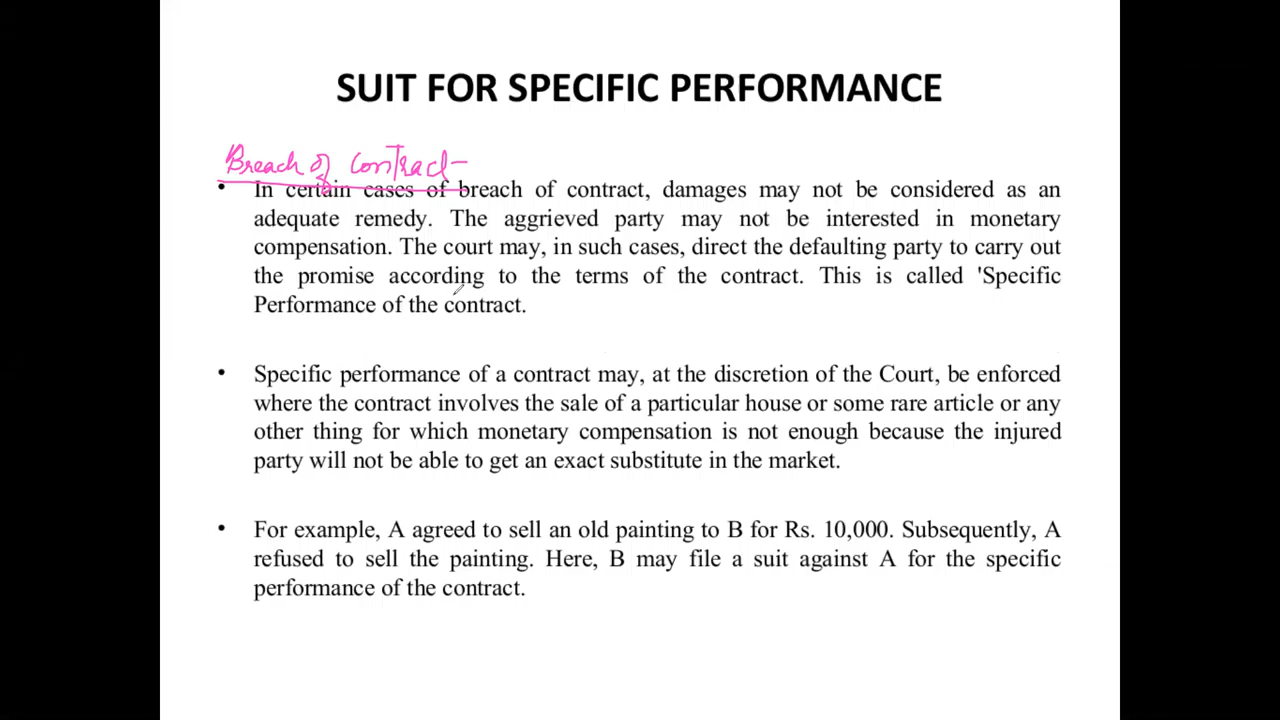 SUIT FOR SPECIFIC PERFORMANCE
Breach of Contract-
• In certain cases of breach of contract, damages may not be considered as an
adequate remedy. The aggrieved party may not be interested in monetary
compensation. The court may, in such cases, direct the defaulting party to carry out
the promise according to the terms of the contract. This is called 'Specific
Performance of the contract.
• Specific performance of a contract may, at the discretion of the Court, be enforced
where the contract involves the sale of a particular house or some rare article or any
other thing for which monetary compensation is not enough because the injured
party will not be able to get an exact substitute in the market.
• For example, A agreed to sell an old painting to B for Rs. 10,000. Subsequently, A
refused to sell the painting. Here, B may file a suit against A for the specific
performance of the contract.